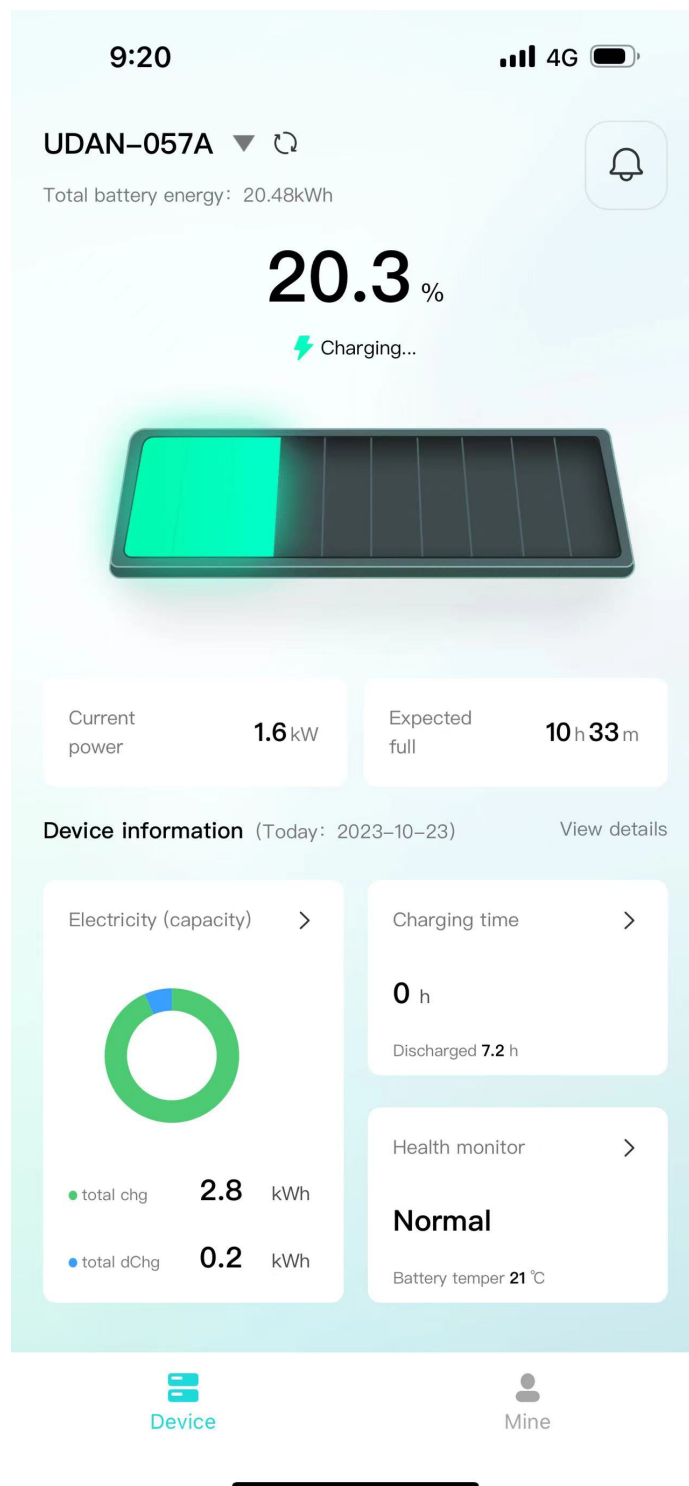 9:20 4G
UDAN-057A
Total battery energy: 20.48kWh
20.3 %
Charging...
Current power 1.6 kW
Expected full 10 h 33 m
Device information (Today: 2023-10-23) View details
Electricity (capacity)
total chg 2.8 kWh
total dChg 0.2 kWh
Charging time
0 h
Discharged 7.2 h
Health monitor
Normal
Battery temper 21 ℃
Device Mine